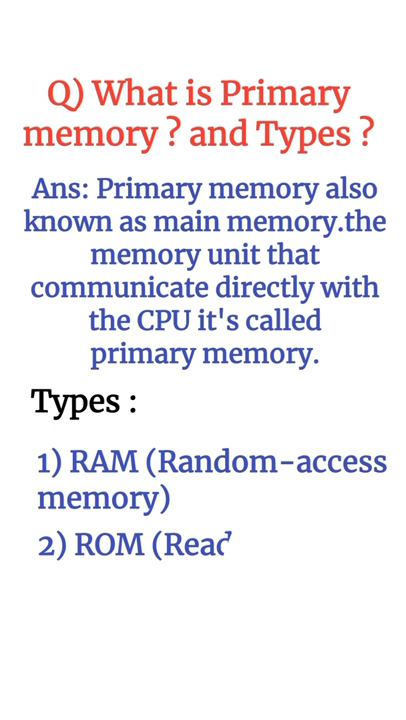 Q) What is Primary
memory ? and Types ?
Ans: Primary memory also
known as main memory.the
memory unit that
communicate directly with
the CPU it's called
primary memory.
Types :
1) RAM (Random-access
memory)
2) ROM (Read